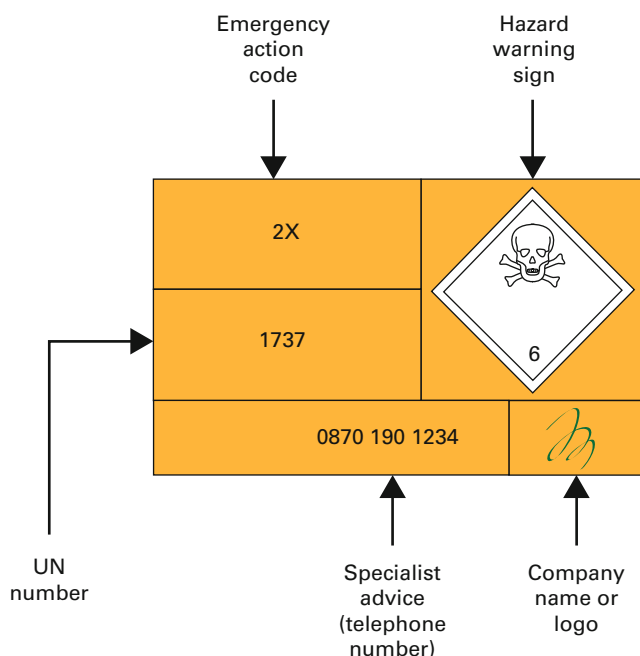 Emergency
action
code
Hazard
warning
sign
2X
1737
6
0870 190 1234
UN
number
Specialist
advice
(telephone
number)
Company
name or
logo